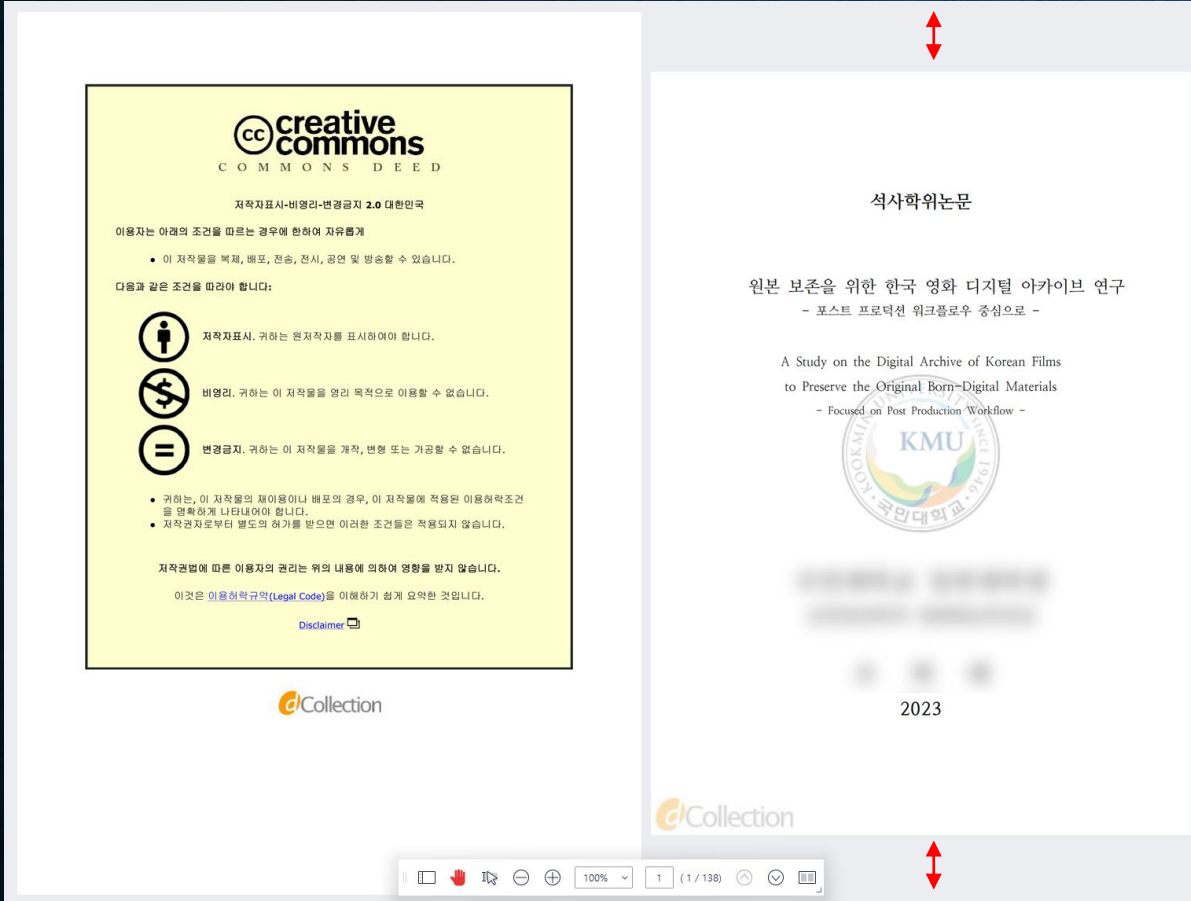 cc creative
commons
COMMONS DEED
저작자표시-비영리-변경금지 2.0 대한민국
이용자는 아래의 조건을 따르는 경우에 한하여 자유롭게
• 이 저작물을 복제, 배포, 전송, 전시, 공연 및 방송할 수 있습니다.
다음과 같은 조건을 따라야 합니다:
저작자표시. 귀하는 원저작자를 표시하여야 합니다.
$
비영리. 귀하는 이 저작물을 영리 목적으로 이용할 수 없습니다.
=
변경금지. 귀하는 이 저작물을 개작, 변형 또는 가공할 수 없습니다.
• 귀하는, 이 저작물의 재이용이나 배포의 경우, 이 저작물에 적용된 이용허락조건
을 명확하게 나타내어야 합니다.
• 저작권자로부터 별도의 허가를 받으면 이러한 조건들은 적용되지 않습니다.
저작권법에 따른 이용자의 권리는 위의 내용에 의하여 영향을 받지 않습니다.
이것은 이용허락규약(Legal Code)을 이해하기 쉽게 요약한 것입니다.
Disclaimer
dCollection
석사학위논문
원본 보존을 위한 한국 영화 디지털 아카이브 연구
- 포스트 프로덕션 워크플로우 중심으로 -
A Study on the Digital Archive of Korean Films
to Preserve the Original Born-Digital Materials
- Focused on Post Production Workflow -
KOOKMIN UNIVERSITY SINCE 1946
KMU
국민대학교
2023
dCollection
100%
1
( 1 / 138)